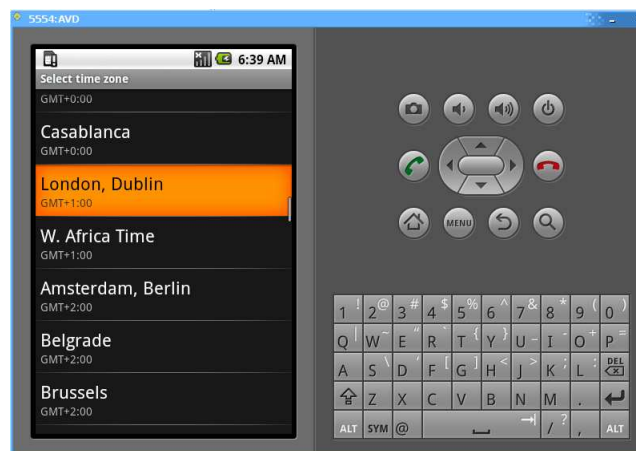 5554:AVD
6:39 AM
Select time zone
GMT+0:00
Casablanca
GMT+0:00
London, Dublin
GMT+1:00
W. Africa Time
GMT+1:00
Amsterdam, Berlin
GMT+2:00
Belgrade
GMT+2:00
Brussels
GMT+2:00
MENU
1 ! 2 @ 3 # 4 $ 5 % 6 ^ 7 & 8 * 9 ( 0 )
Q | W ~ E " R ` T { Y } U - I - O + P =
A S \ D ' F [ G ] H < J > K ; L : DEL
Z X C V B N M .
ALT SYM @ / ? , ALT